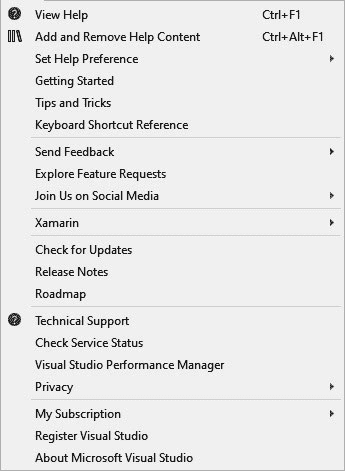 View Help Ctrl+F1
Add and Remove Help Content Ctrl+Alt+F1
Set Help Preference
Getting Started
Tips and Tricks
Keyboard Shortcut Reference
Send Feedback
Explore Feature Requests
Join Us on Social Media
Xamarin
Check for Updates
Release Notes
Roadmap
Technical Support
Check Service Status
Visual Studio Performance Manager
Privacy
My Subscription
Register Visual Studio
About Microsoft Visual Studio